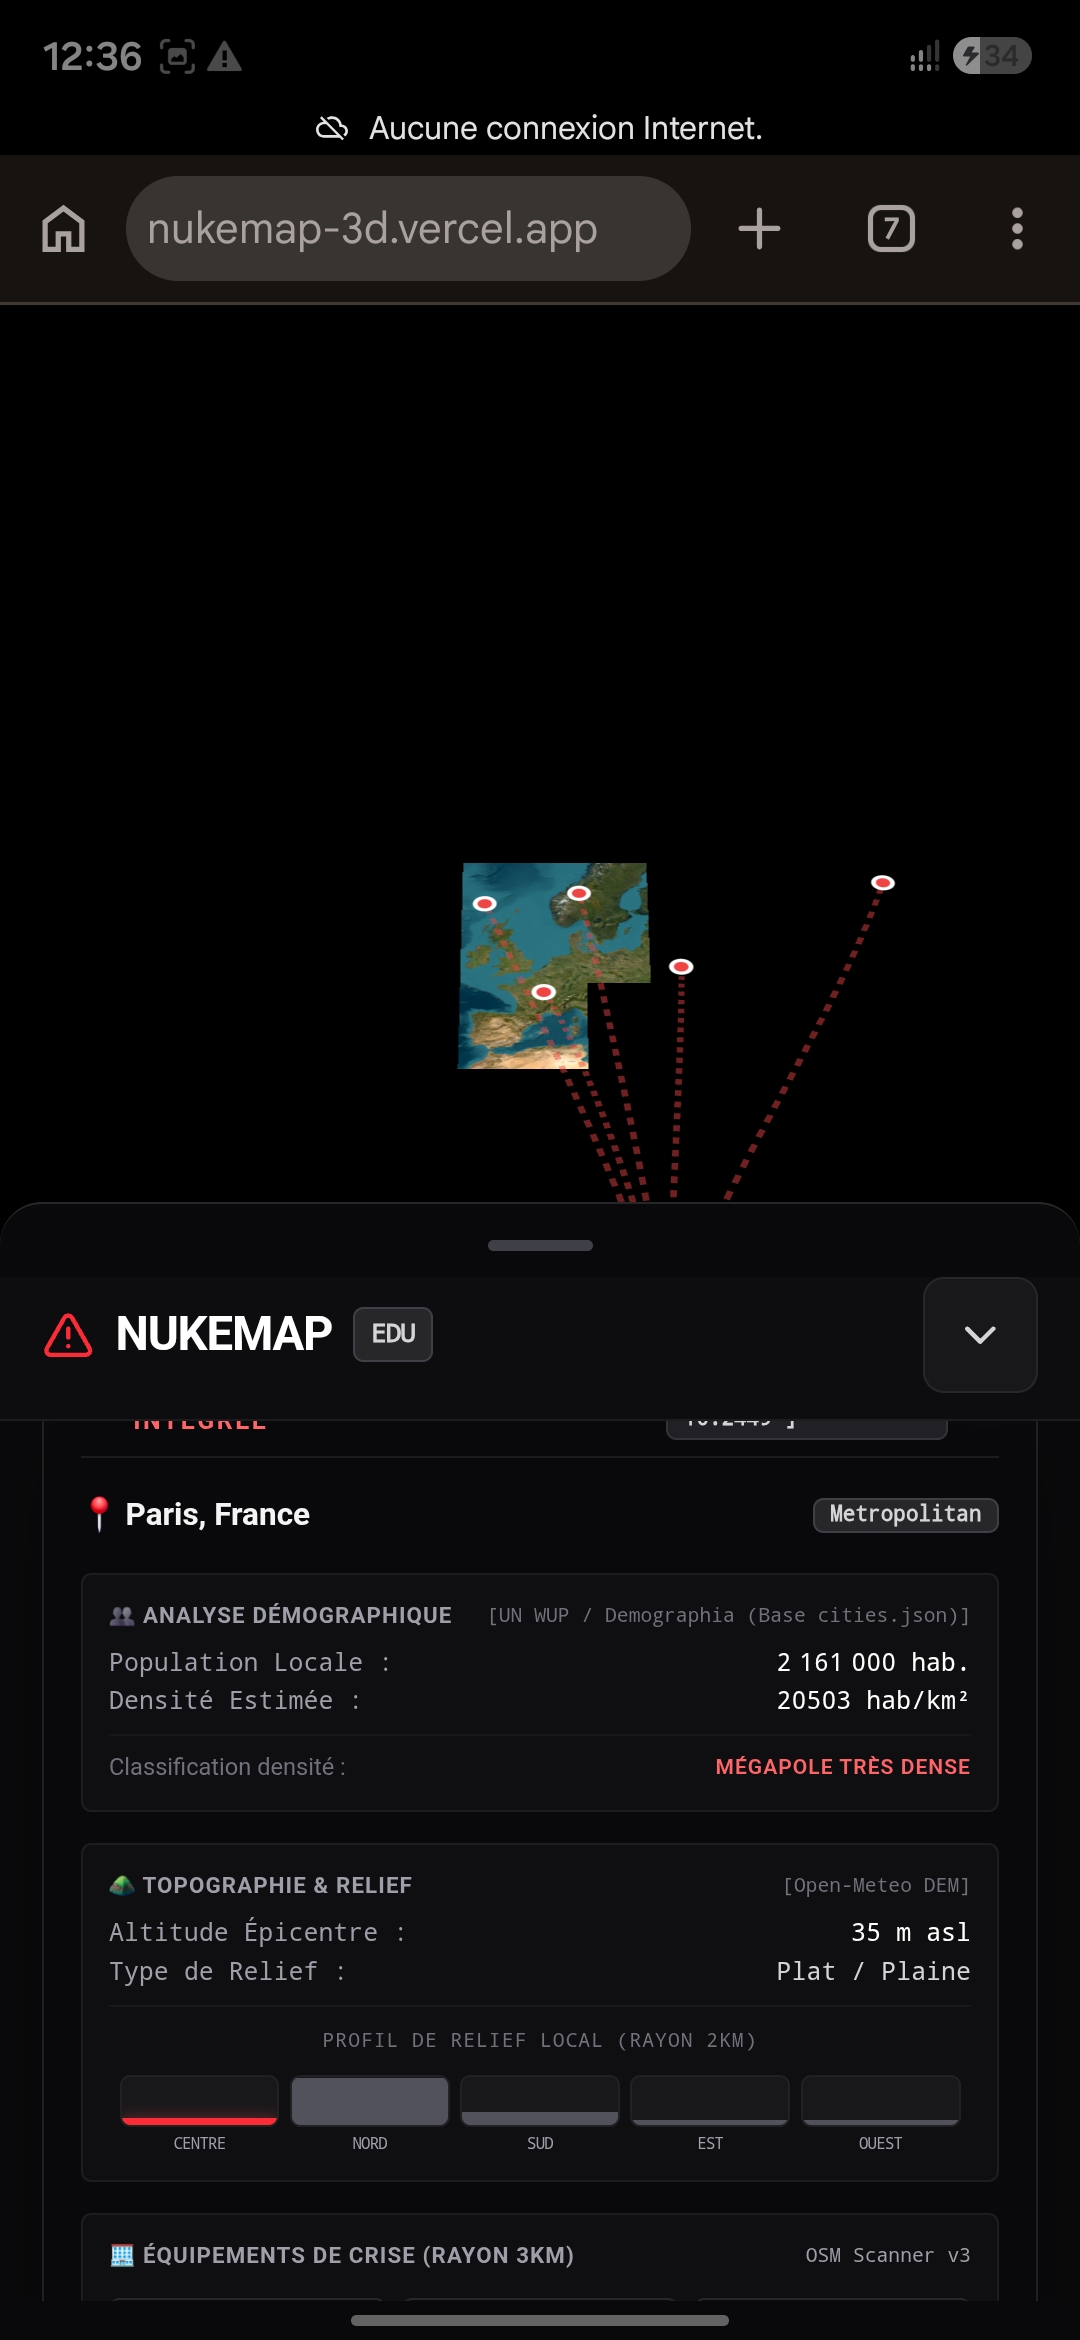 12:36
34
Aucune connexion Internet.
nukemap-3d.vercel.app
7
NUKEMAP EDU
INTÉGRÉE
Paris, France Metropolitan
ANALYSE DÉMOGRAPHIQUE [UN WUP / Demographia (Base cities.json)]
Population Locale : 2 161 000 hab.
Densité Estimée : 20503 hab/km²
Classification densité : MÉGAPOLE TRÈS DENSE
TOPOGRAPHIE & RELIEF [Open-Meteo DEM]
Altitude Épicentre : 35 m asl
Type de Relief : Plat / Plaine
PROFIL DE RELIEF LOCAL (RAYON 2KM)
CENTRE NORD SUD EST OUEST
ÉQUIPEMENTS DE CRISE (RAYON 3KM) OSM Scanner v3